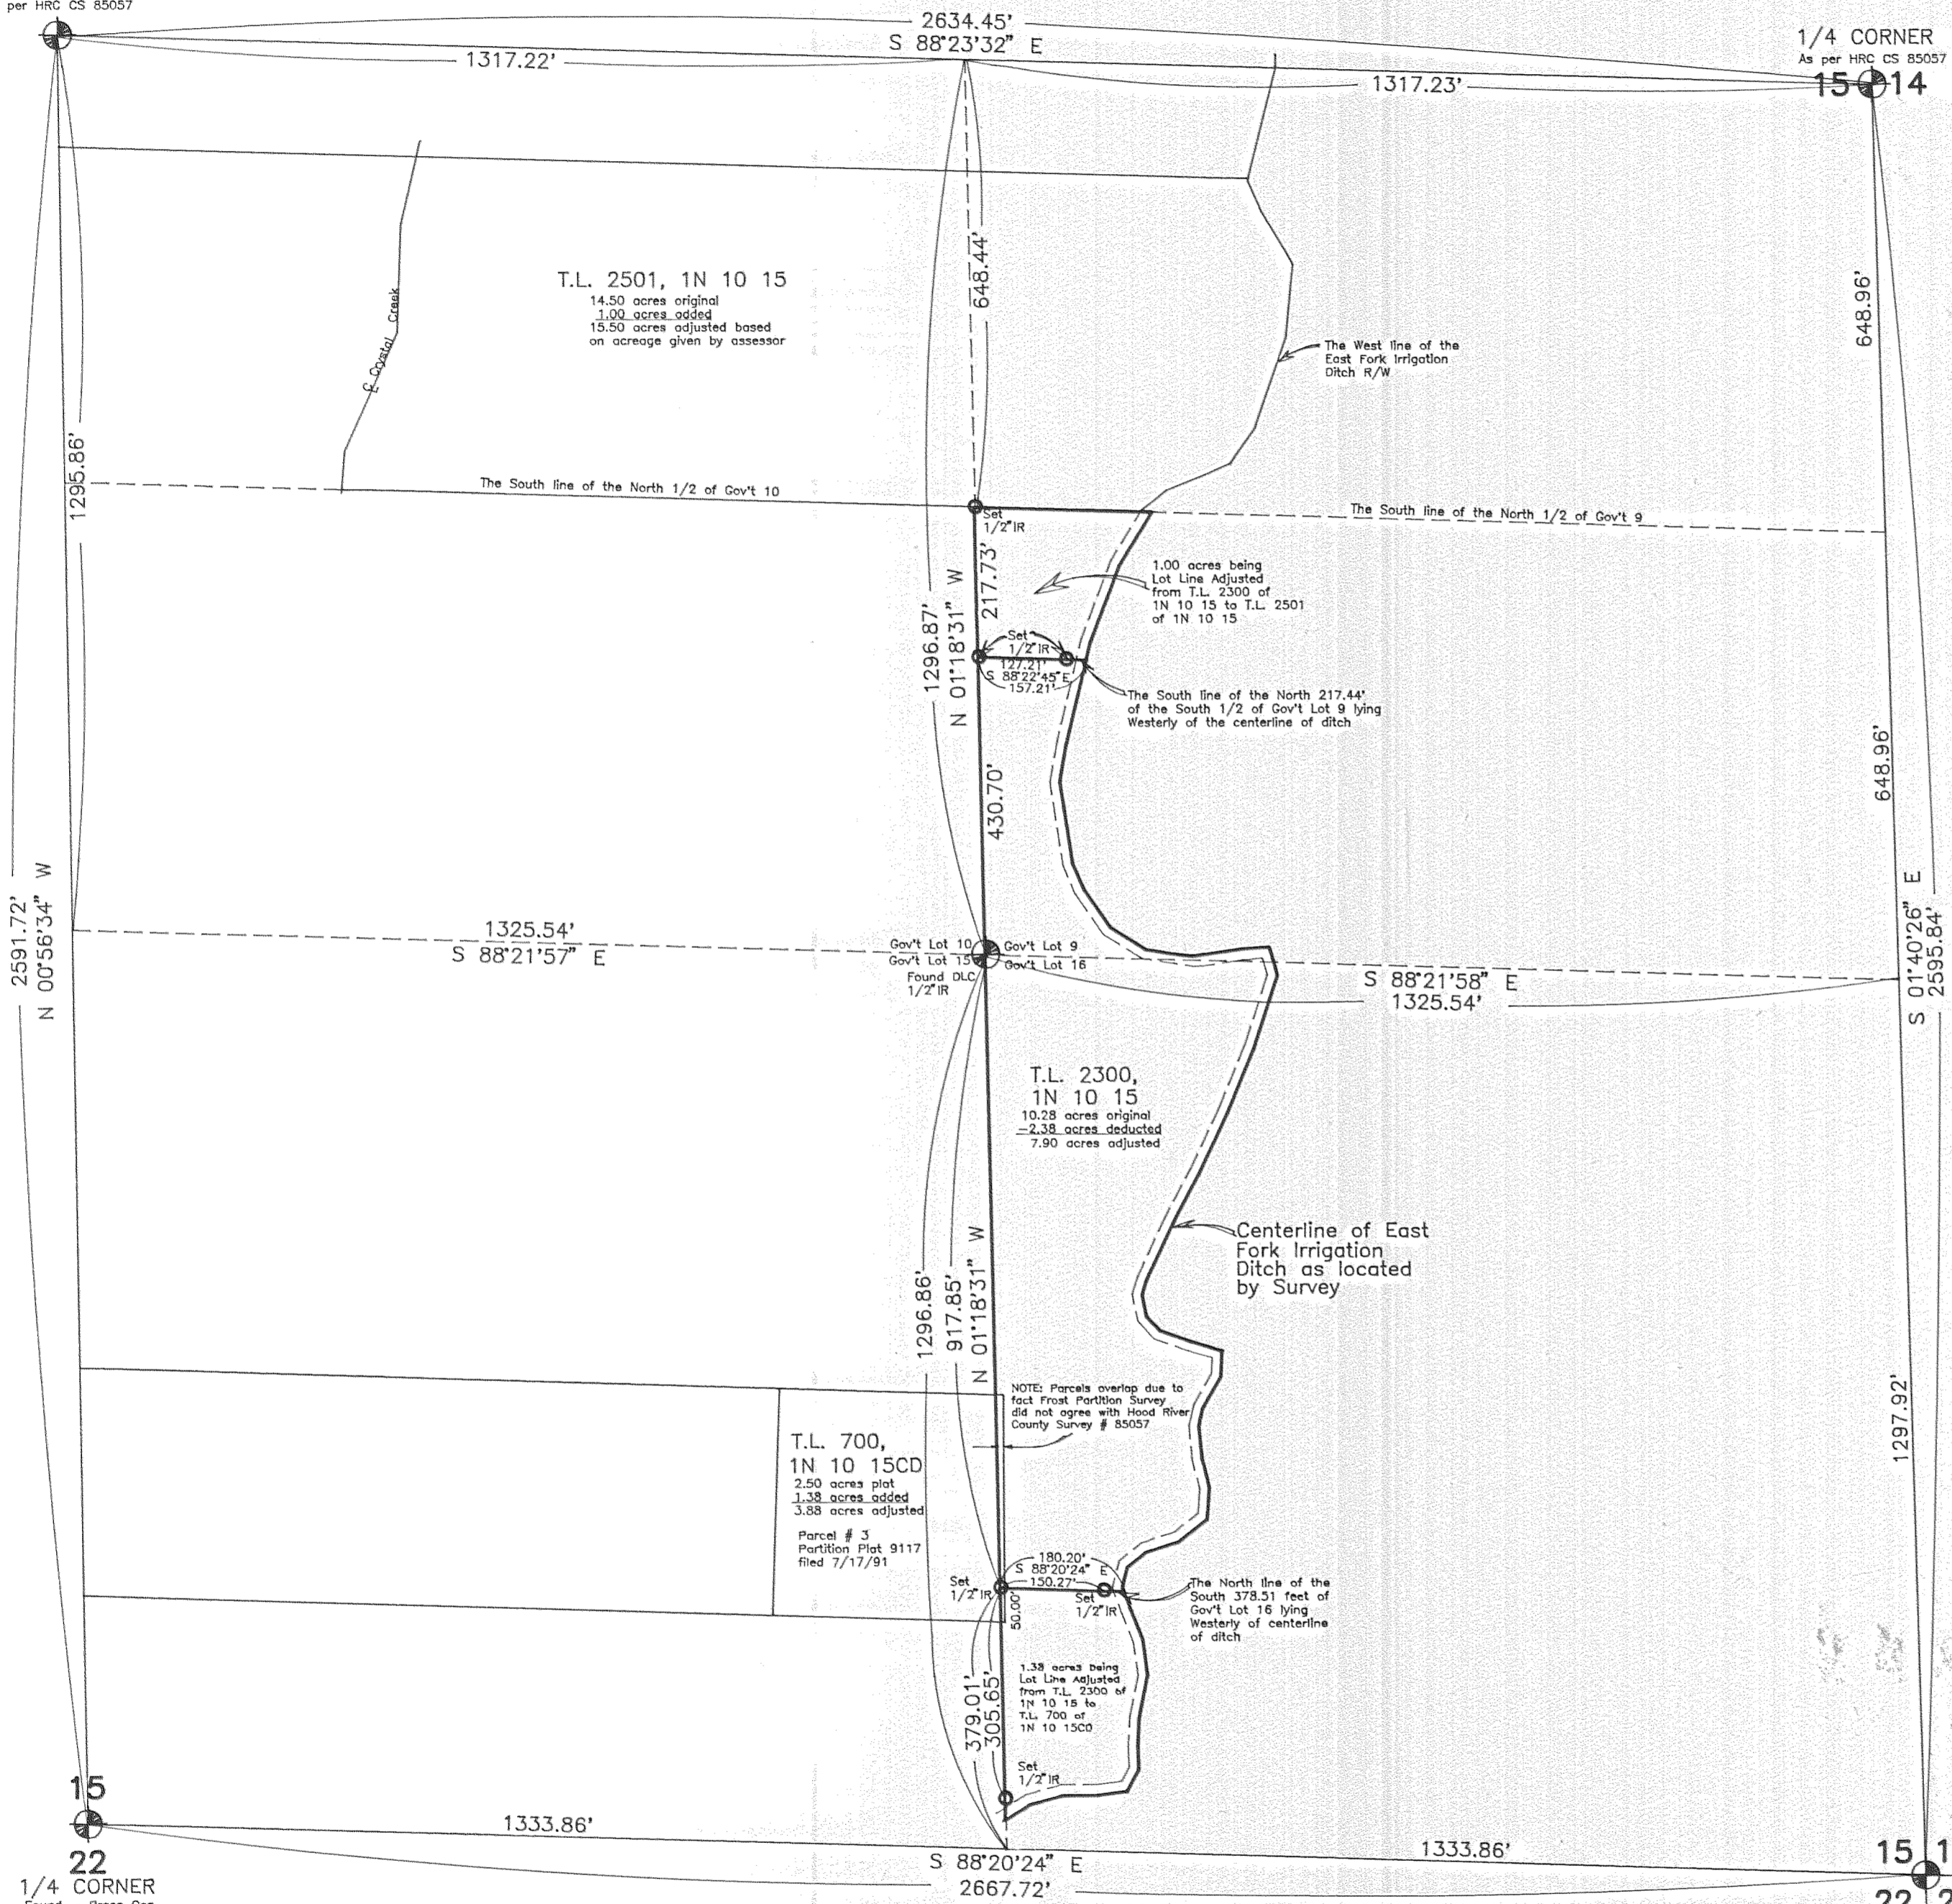 per HRC CS 85057
2634.45'
S 88°23'32" E
1317.22'
1317.23'
1/4 CORNER
As per HRC CS 85057
15 14
648.44'
648.96'
T.L. 2501, 1N 10 15
14.50 acres original
1.00 acres added
15.50 acres adjusted based
on acreage given by assessor
Crystal Creek
The West line of the
East Fork Irrigation
Ditch R/W
1295.86'
The South line of the North 1/2 of Gov't 10
The South line of the North 1/2 of Gov't 9
Set
1/2"IR
217.73'
N 01°18'31" W
1296.87'
1.00 acres being
Lot Line Adjusted
from T.L. 2300 of
1N 10 15 to T.L. 2501
of 1N 10 15
Set
1/2"IR
127.21'
S 88°22'45" E
157.21'
The South line of the North 217.44'
of the South 1/2 of Gov't Lot 9 lying
Westerly of the centerline of ditch
430.70'
648.96'
2591.72'
N 00°56'34" W
1325.54'
S 88°21'57" E
Gov't Lot 10
Gov't Lot 9
Gov't Lot 15
Gov't Lot 16
Found DLC
1/2"IR
S 88°21'58" E
1325.54'
S 01°40'26" E
2595.84'
T.L. 2300,
1N 10 15
10.28 acres original
-2.38 acres deducted
7.90 acres adjusted
Centerline of East
Fork Irrigation
Ditch as located
by Survey
1296.86'
917.85'
N 01°18'31" W
NOTE: Parcels overlap due to
fact Frost Partition Survey
did not agree with Hood River
County Survey # 85057
1297.92'
T.L. 700,
1N 10 15CD
2.50 acres plat
1.38 acres added
3.88 acres adjusted
Parcel # 3
Partition Plat 9117
filed 7/17/91
180.20'
S 88°20'24" E
150.27'
Set
1/2"IR
Set
1/2"IR
50.00'
The North line of the
South 378.51 feet of
Gov't Lot 16 lying
Westerly of centerline
of ditch
379.01'
305.65'
1.38 acres being
Lot Line Adjusted
from T.L. 2300 of
1N 10 15 to
T.L. 700 of
1N 10 15CD
Set
1/2"IR
15
22
1/4 CORNER
1333.86'
1333.86'
S 88°20'24" E
2667.72'
15 1
22 2